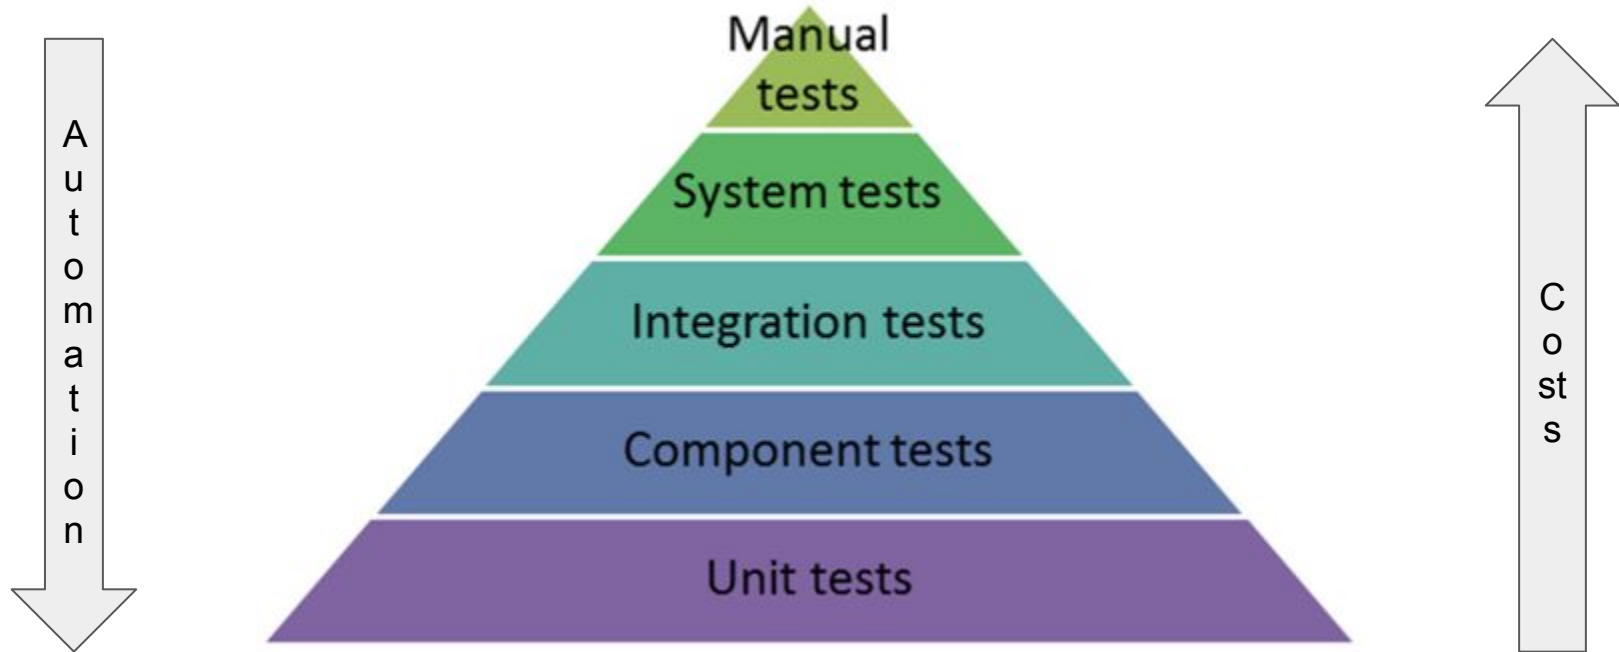 A
u
t
o
m
a
t
i
o
n
Manual
tests
System tests
Integration tests
Component tests
Unit tests
C
o
st
s